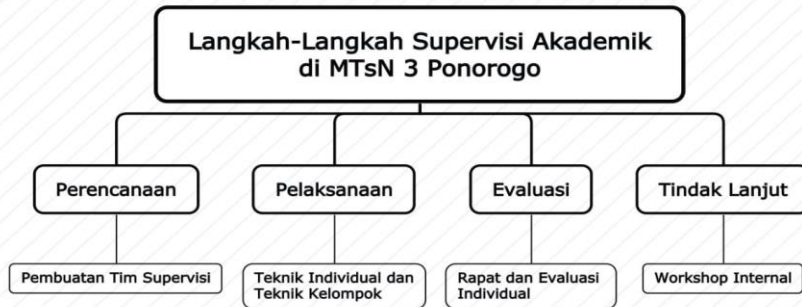 Langkah-Langkah Supervisi Akademik
di MTsN 3 Ponorogo
Perencanaan
Pelaksanaan
Evaluasi
Tindak Lanjut
Pembuatan Tim Supervisi
Teknik Individual dan
Teknik Kelompok
Rapat dan Evaluasi
Individual
Workshop Internal